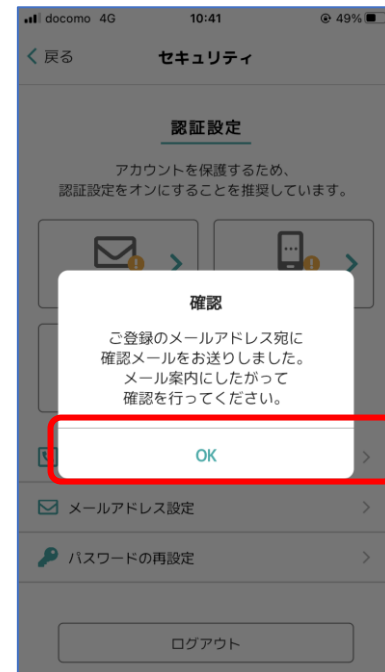 docomo 4G 10:41 49%
戻る セキュリティ
認証設定
アカウントを保護するため、
認証設定をオンにすることを推奨しています。
確認
ご登録のメールアドレス宛に
確認メールをお送りしました。
メール案内にしたがって
確認を行ってください。
OK
メールアドレス設定
パスワードの再設定
ログアウト